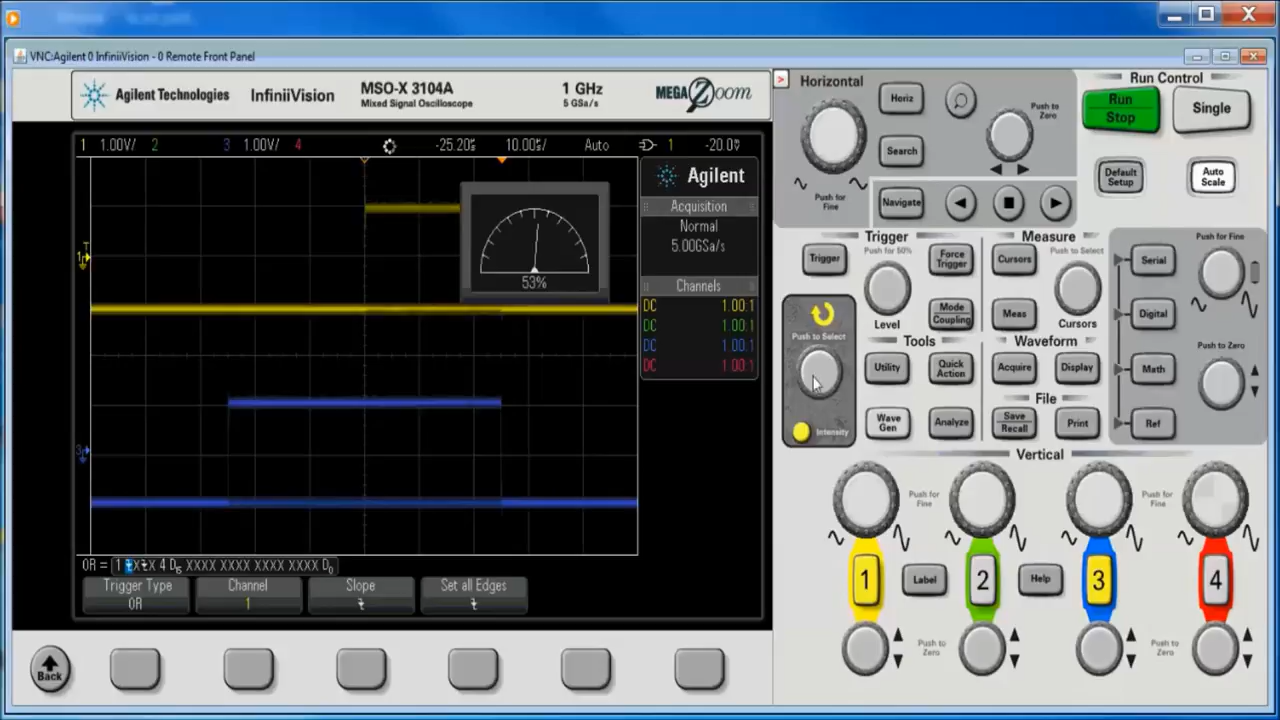 VNC:Agilent 0 InfiniiVision - 0 Remote Front Panel
Agilent Technologies InfiniiVision MSO-X 3104A 1 GHz MEGA Zoom
Mixed Signal Oscilloscope 5 GSa/s
1 1.00V/ 2 3 1.00V/ 4 -25.20% 10.00%/ Auto 1 -20.0V
Agilent
Acquisition
Normal
5.00GSa/s
Channels
DC 1.00:1
DC 1.00:1
DC 1.00:1
DC 1.00:1
53%
T
1
3
Trigger Type
OR
Channel
1
Slope
Set all Edges
Back
>
Horizontal
Horiz
Push to Zero
Search
Push for Fine
Navigate
Run Control
Run Stop
Single
Default Setup
Auto Scale
Trigger
Push for 50%
Trigger
Force Trigger
Level
Mode Coupling
Measure
Push to Select
Cursors
Meas
Cursors
Push to Select
Intensity
Tools
Utility
Quick Action
Wave Gen
Analyze
Waveform
Acquire
Display
File
Save Recall
Print
Push for Fine
Serial
Digital
Push to Zero
Math
Ref
Vertical
Push for Fine
Push for Fine
1
Label
2
Help
3
4
Push to Zero
Push to Zero